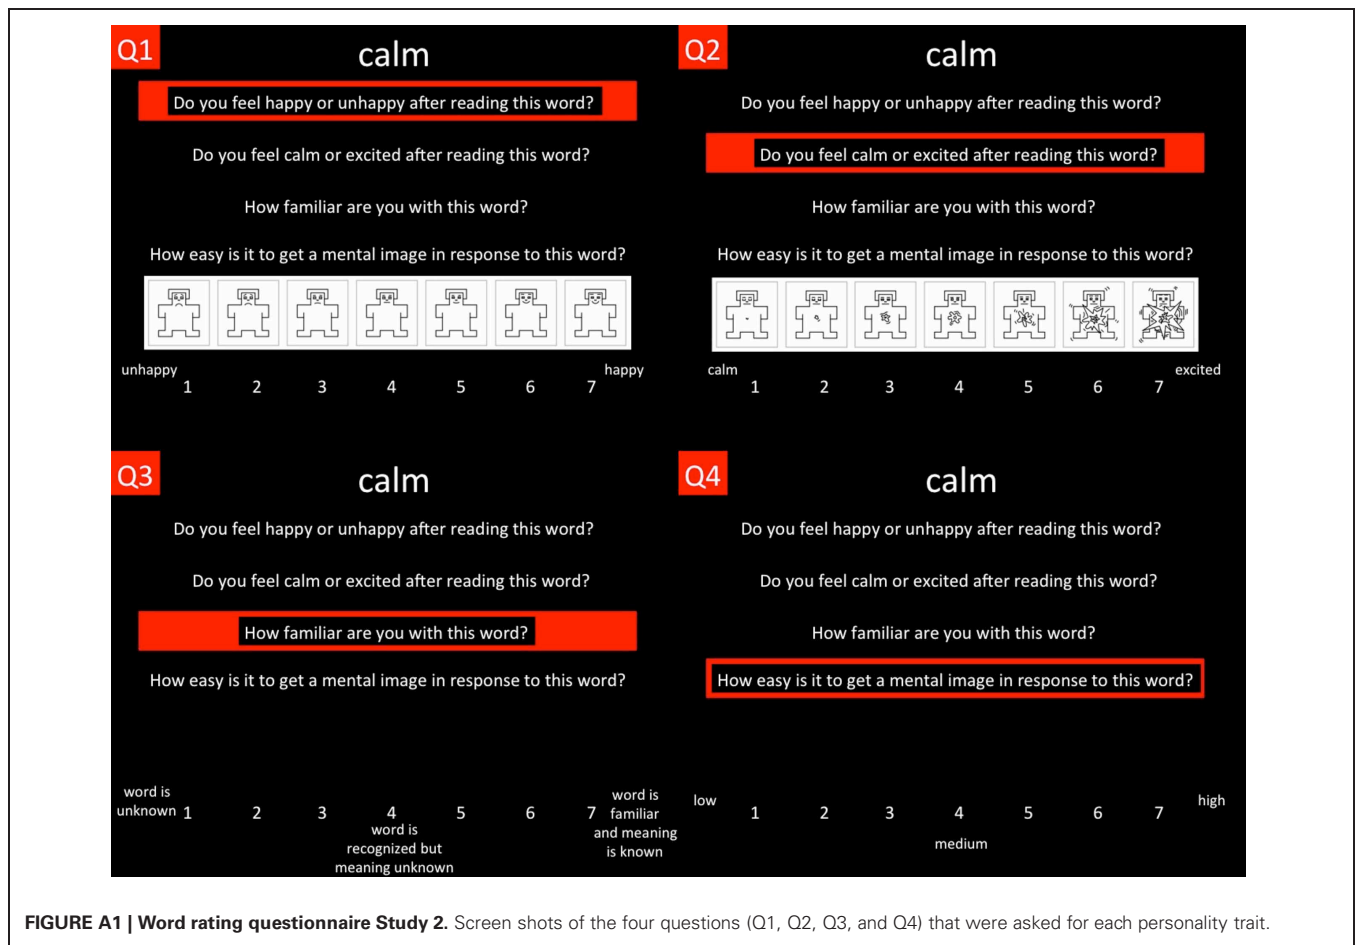 Q1
calm
Do you feel happy or unhappy after reading this word?
Do you feel calm or excited after reading this word?
How familiar are you with this word?
How easy is it to get a mental image in response to this word?
unhappy
happy
1 2 3 4 5 6 7
Q2
calm
Do you feel happy or unhappy after reading this word?
Do you feel calm or excited after reading this word?
How familiar are you with this word?
How easy is it to get a mental image in response to this word?
calm
excited
1 2 3 4 5 6 7
Q3
calm
Do you feel happy or unhappy after reading this word?
Do you feel calm or excited after reading this word?
How familiar are you with this word?
How easy is it to get a mental image in response to this word?
word is
unknown
1 2 3 4 5 6 7
word is
recognized but
meaning unknown
word is
familiar
and meaning
is known
Q4
calm
Do you feel happy or unhappy after reading this word?
Do you feel calm or excited after reading this word?
How familiar are you with this word?
How easy is it to get a mental image in response to this word?
low
high
1 2 3 4 5 6 7
medium
FIGURE A1 | Word rating questionnaire Study 2. Screen shots of the four questions (Q1, Q2, Q3, and Q4) that were asked for each personality trait.